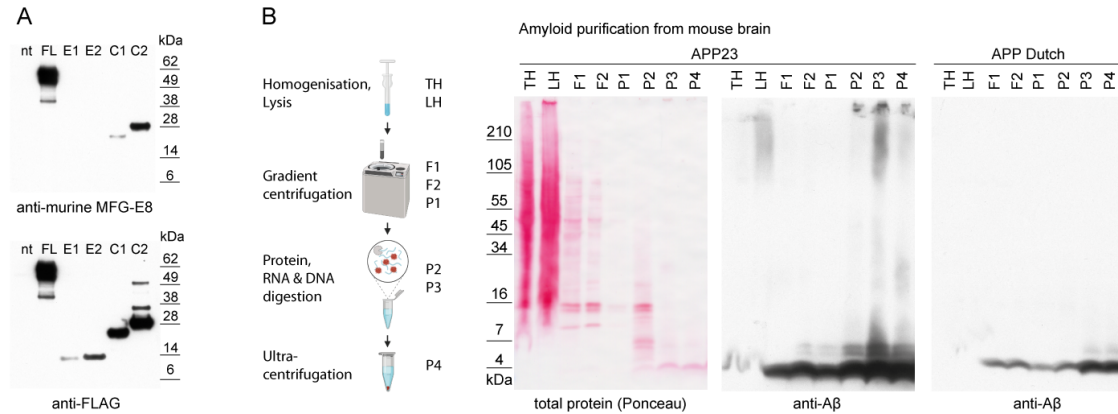 A
nt FL E1 E2 C1 C2
kDa
62
49
38
28
14
6
anti-murine MFG-E8
nt FL E1 E2 C1 C2
kDa
62
49
38
28
14
6
anti-FLAG
B
Homogenisation,
Lysis
TH
LH
Gradient
centrifugation
F1
F2
P1
Protein,
RNA & DNA
digestion
P2
P3
Ultra-
centrifugation
P4
Amyloid purification from mouse brain
APP23
APP Dutch
TH LH F1 F2 P1 P2 P3 P4
TH LH F1 F2 P1 P2 P3 P4
TH LH F1 F2 P1 P2 P3 P4
210
105
55
45
34
16
7
4
kDa
total protein (Ponceau)
anti-Aβ
anti-Aβ